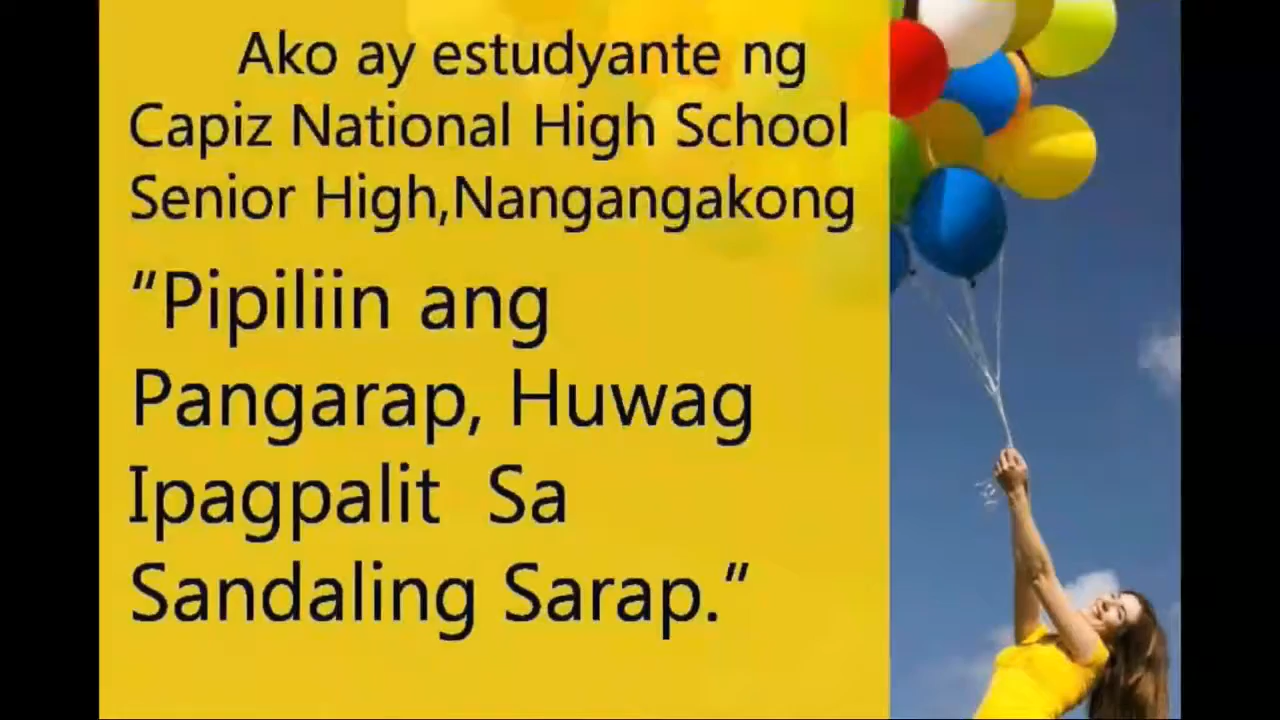 Ako ay estudyante ng
Capiz National High School
Senior High,Nangangakong
“Pipiliin ang
Pangarap, Huwag
Ipagpalit Sa
Sandaling Sarap.”